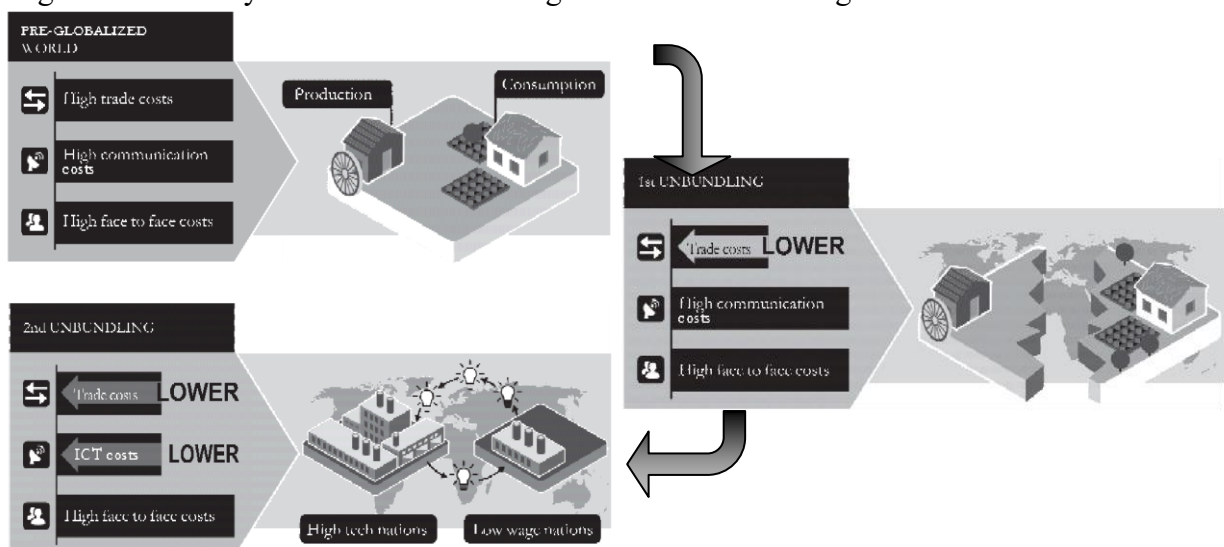 PRE-GLOBALIZED
WORLD
High trade costs
High communication
costs
High face to face costs
Production
Consumption
1st UNBUNDLING
Trade costs LOWER
High communication
costs
High face to face costs
2nd UNBUNDLING
Trade costs LOWER
ICT costs LOWER
High face to face costs
High tech nations
Low wage nations